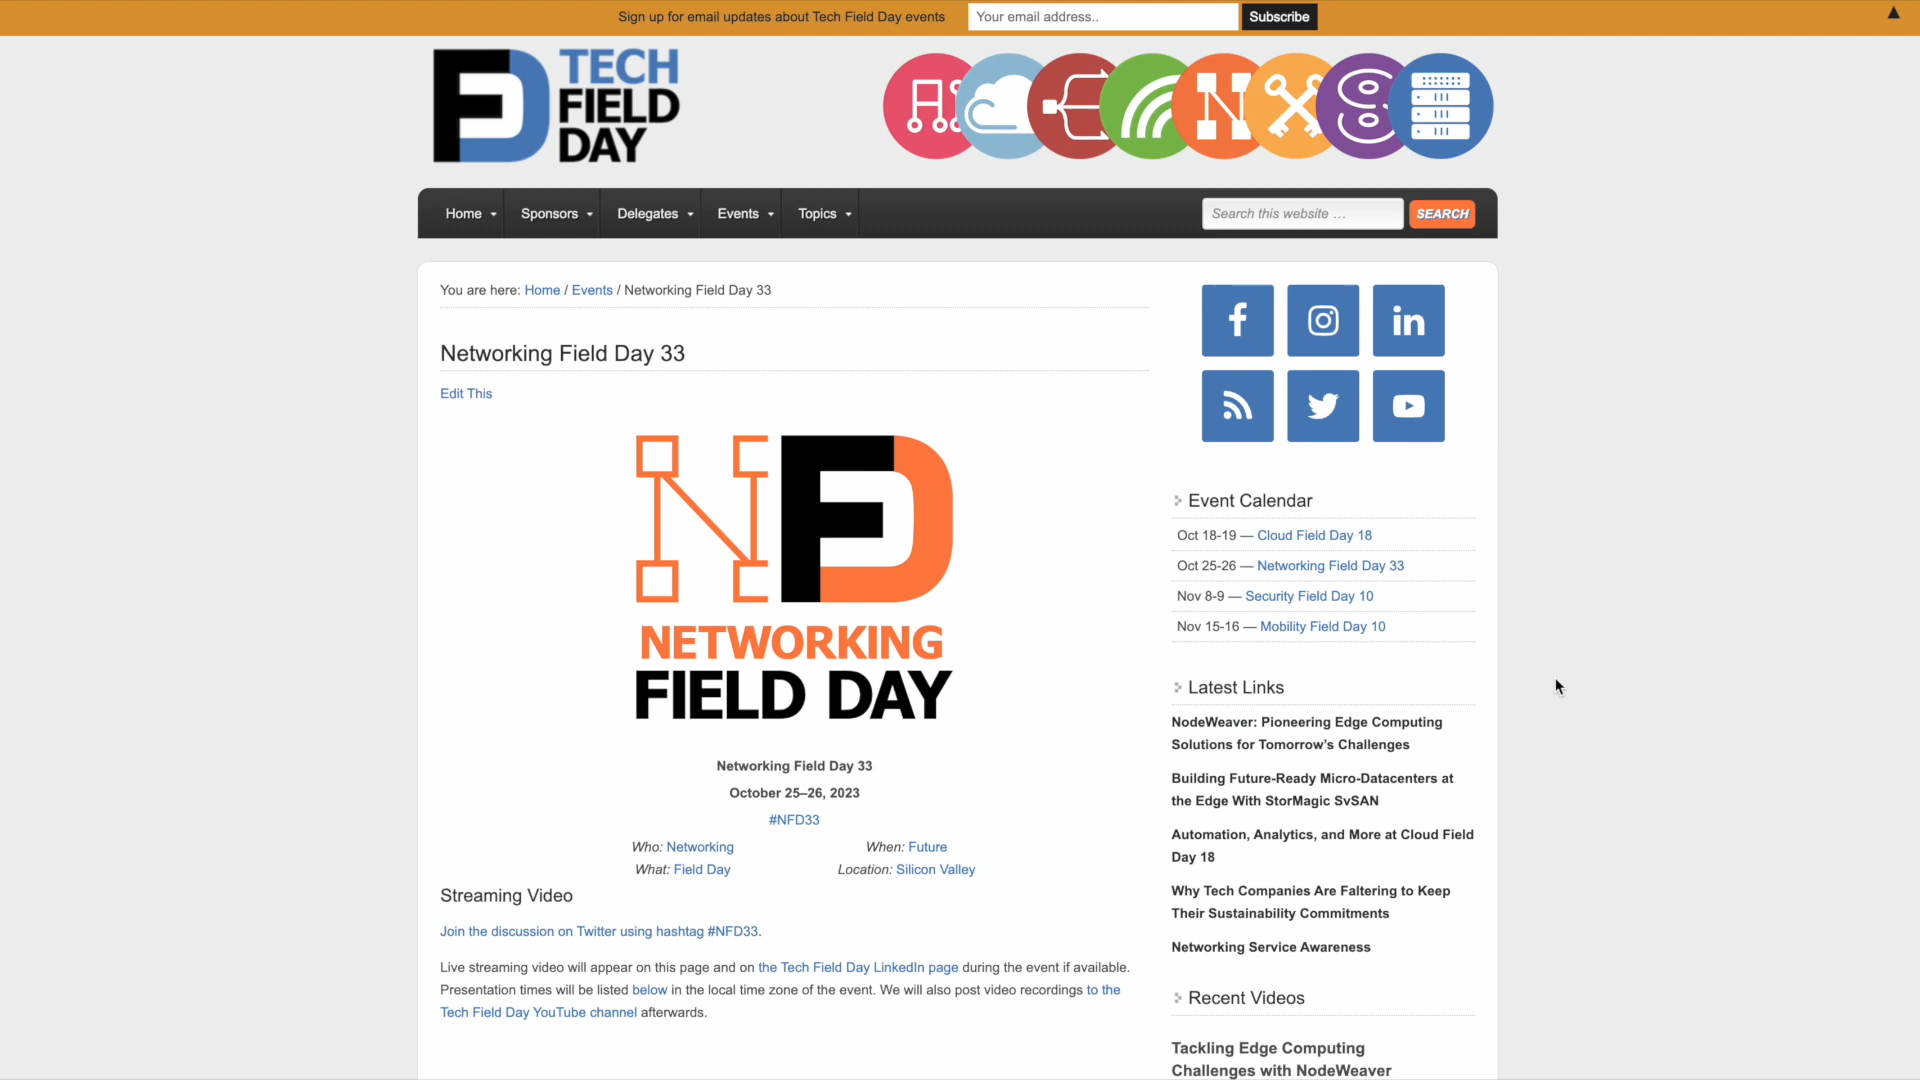 Sign up for email updates about Tech Field Day events
Your email address..
Subscribe
▲
TECH
FIELD
DAY
Home
Sponsors
Delegates
Events
Topics
Search this website …
SEARCH
You are here: Home / Events / Networking Field Day 33
Networking Field Day 33
Edit This
NFD
NETWORKING
FIELD DAY
Networking Field Day 33
October 25–26, 2023
#NFD33
Who: Networking
When: Future
What: Field Day
Location: Silicon Valley
Streaming Video
Join the discussion on Twitter using hashtag #NFD33.
Live streaming video will appear on this page and on the Tech Field Day LinkedIn page during the event if available.
Presentation times will be listed below in the local time zone of the event. We will also post video recordings to the
Tech Field Day YouTube channel afterwards.
Event Calendar
Oct 18-19 — Cloud Field Day 18
Oct 25-26 — Networking Field Day 33
Nov 8-9 — Security Field Day 10
Nov 15-16 — Mobility Field Day 10
Latest Links
NodeWeaver: Pioneering Edge Computing
Solutions for Tomorrow’s Challenges
Building Future-Ready Micro-Datacenters at
the Edge With StorMagic SvSAN
Automation, Analytics, and More at Cloud Field
Day 18
Why Tech Companies Are Faltering to Keep
Their Sustainability Commitments
Networking Service Awareness
Recent Videos
Tackling Edge Computing
Challenges with NodeWeaver